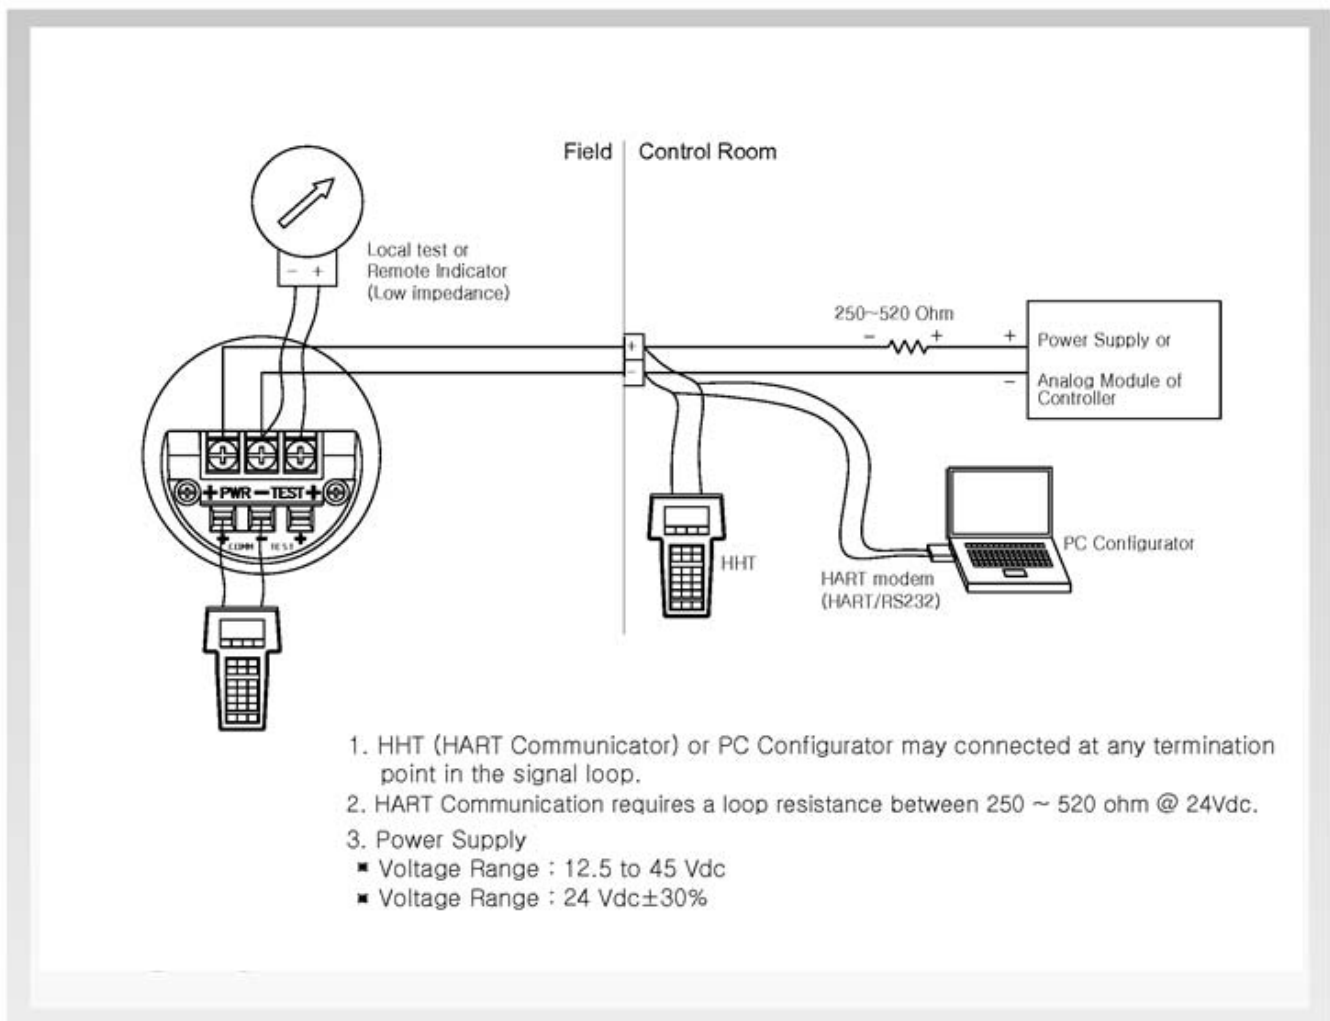 Field
Control Room
Local test or
Remote Indicator
(Low impedance)
- +
250~520 Ohm
- +
+
Power Supply or
-
Analog Module of
Controller
+
-
+ PWR - TEST +
+ - +
COMM TEST
HHT
HART modem
(HART/RS232)
PC Configurator
1. HHT (HART Communicator) or PC Configurator may connected at any termination
point in the signal loop.
2. HART Communication requires a loop resistance between 250 ~ 520 ohm @ 24Vdc.
3. Power Supply
▪ Voltage Range : 12.5 to 45 Vdc
▪ Voltage Range : 24 Vdc±30%